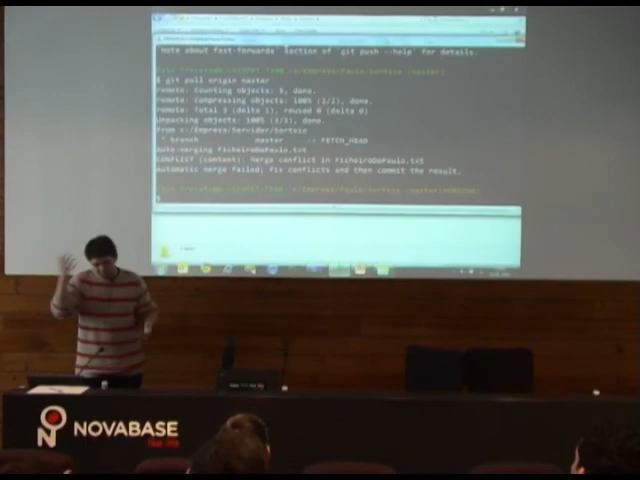 'Note about fast-forwards' section of 'git push --help' for details.
$ git pull origin master
remote: Counting objects: 5, done.
remote: Compressing objects: 100% (2/2), done.
remote: Total 3 (delta 1), reused 0 (delta 0)
Unpacking objects: 100% (3/3), done.
From c:/Empresa/Servidor/Sorteio
* branch master -> FETCH_HEAD
Auto-merging FicheiroDoPaulo.txt
CONFLICT (content): Merge conflict in FicheiroDoPaulo.txt
Automatic merge failed; fix conflicts and then commit the result.
$
NOVABASE